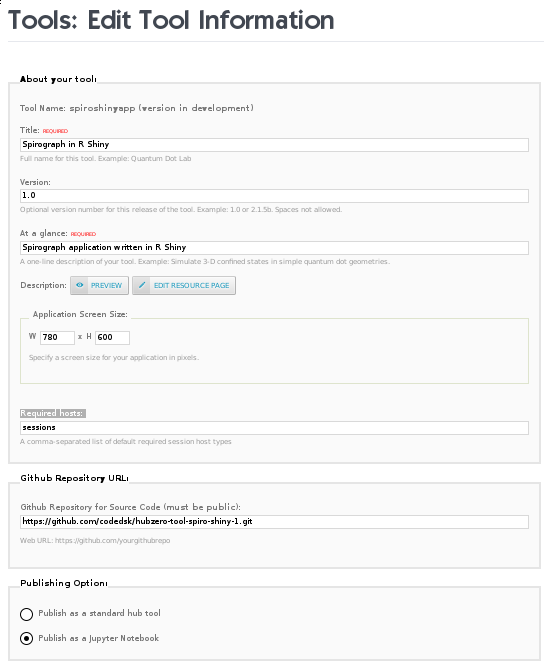 Tools: Edit Tool Information
About your tool:
Tool Name: spiroshinyapp (version in development)
Title: REQUIRED
Spirograph in R Shiny
Full name for this tool. Example: Quantum Dot Lab
Version:
1.0
Optional version number for this release of the tool. Example: 1.0 or 2.1.5b. Spaces not allowed.
At a glance: REQUIRED
Spirograph application written in R Shiny
A one-line description of your tool. Example: Simulate 3-D confined states in simple quantum dot geometries.
Description: PREVIEW EDIT RESOURCE PAGE
Application Screen Size:
W 780 x H 600
Specify a screen size for your application in pixels.
Required hosts:
sessions
A comma-separated list of default required session host types
Github Repository URL:
Github Repository for Source Code (must be public):
https://github.com/codedsk/hubzero-tool-spiro-shiny-1.git
Web URL: https://github.com/yourgithubrepo
Publishing Option:
Publish as a standard hub tool
Publish as a Jupyter Notebook